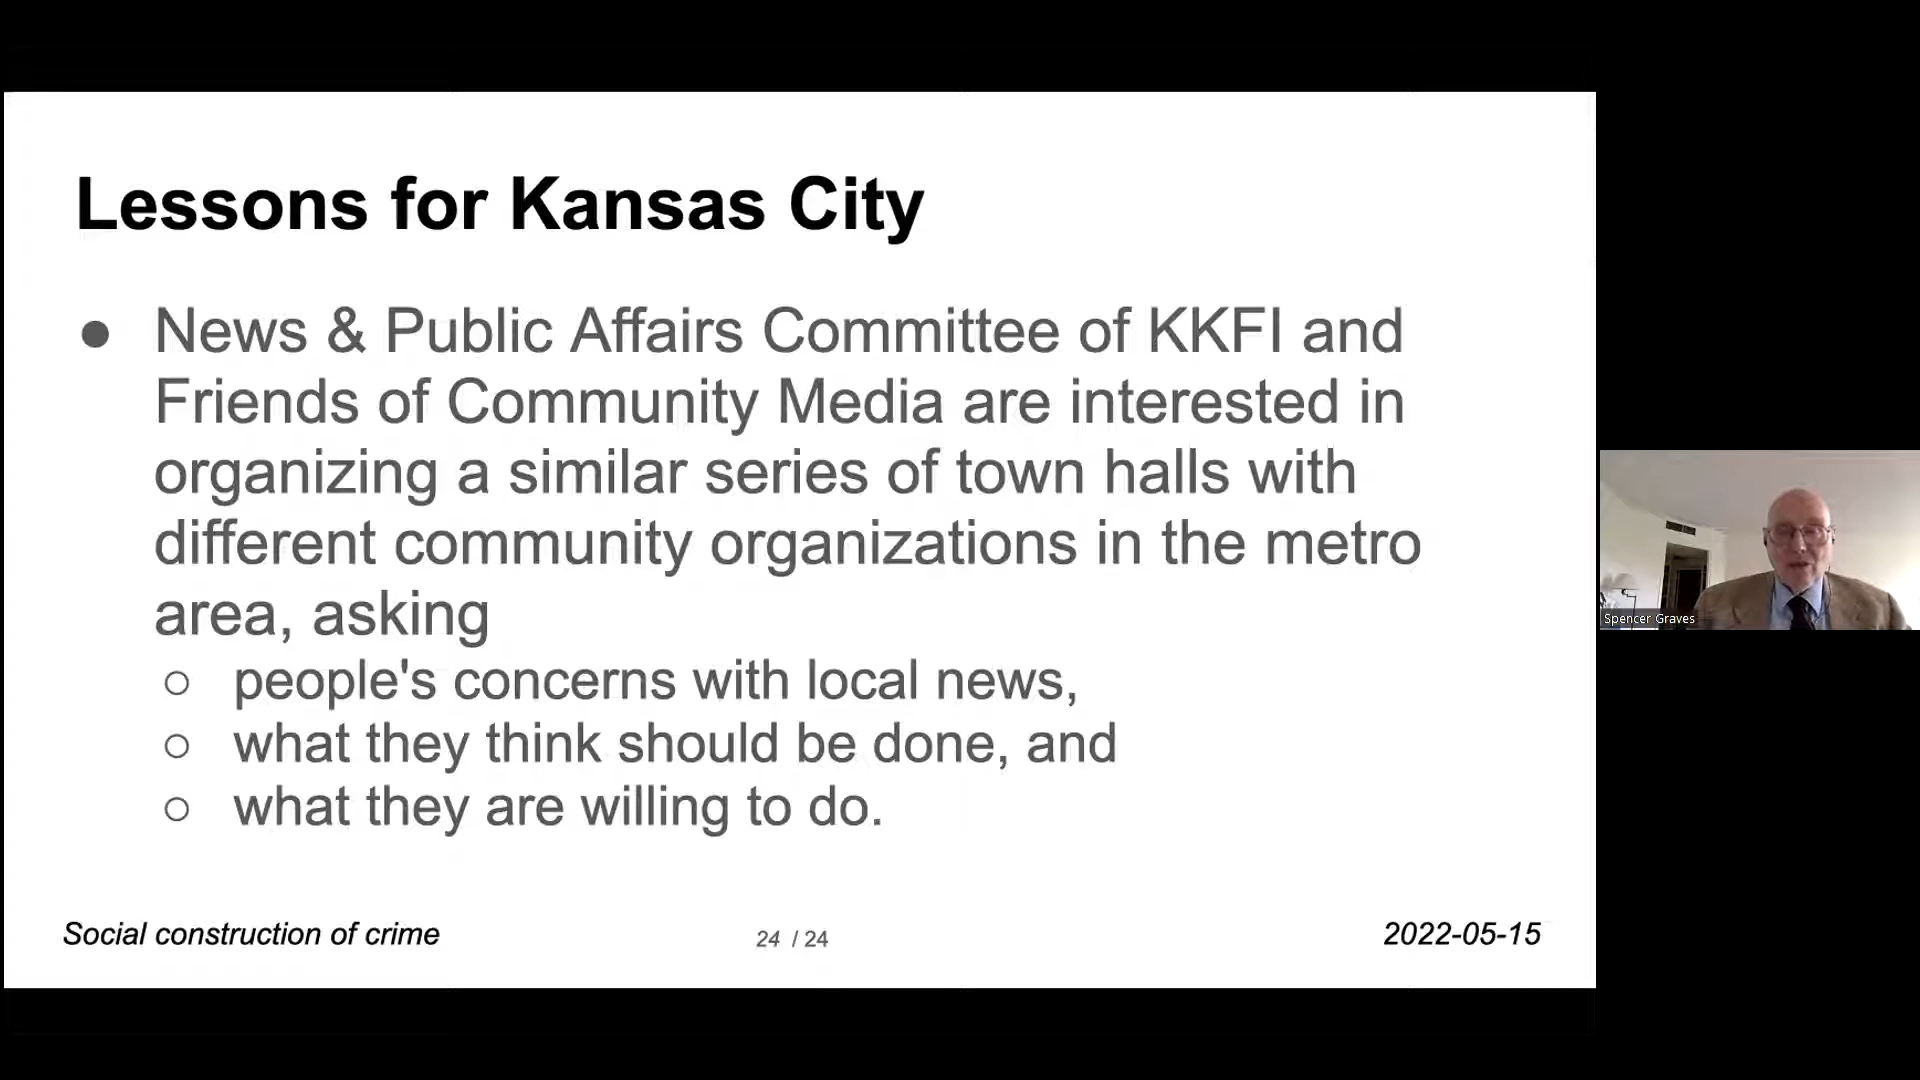 Lessons for Kansas City
● News & Public Affairs Committee of KKFI and
Friends of Community Media are interested in
organizing a similar series of town halls with
different community organizations in the metro
area, asking
○ people's concerns with local news,
○ what they think should be done, and
○ what they are willing to do.
Social construction of crime
24 / 24
2022-05-15
Spencer Graves